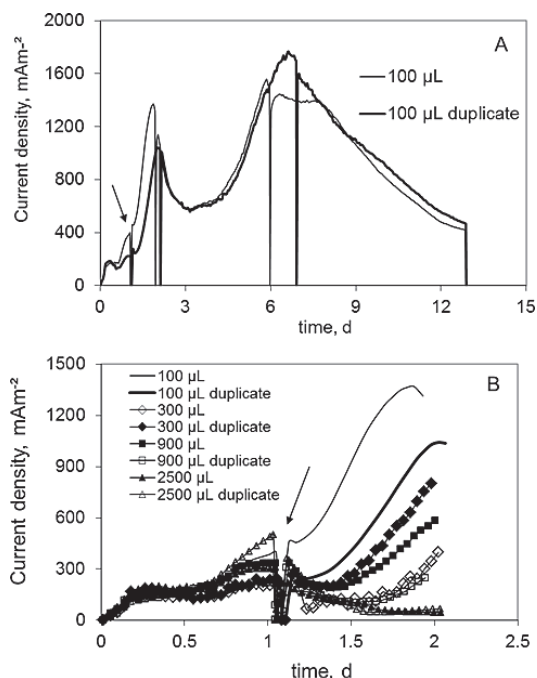 2000
1600
1200
800
400
0
Current density, mAm-²
A
100 µL
100 µL duplicate
0 3 6 9 12 15
time, d
1500
1200
900
600
300
0
Current density, mAm-²
B
100 µL
100 µL duplicate
300 µL
300 µL duplicate
900 µL
900 µL duplicate
2500 µL
2500 µL duplicate
0 0.5 1 1.5 2 2.5
time, d